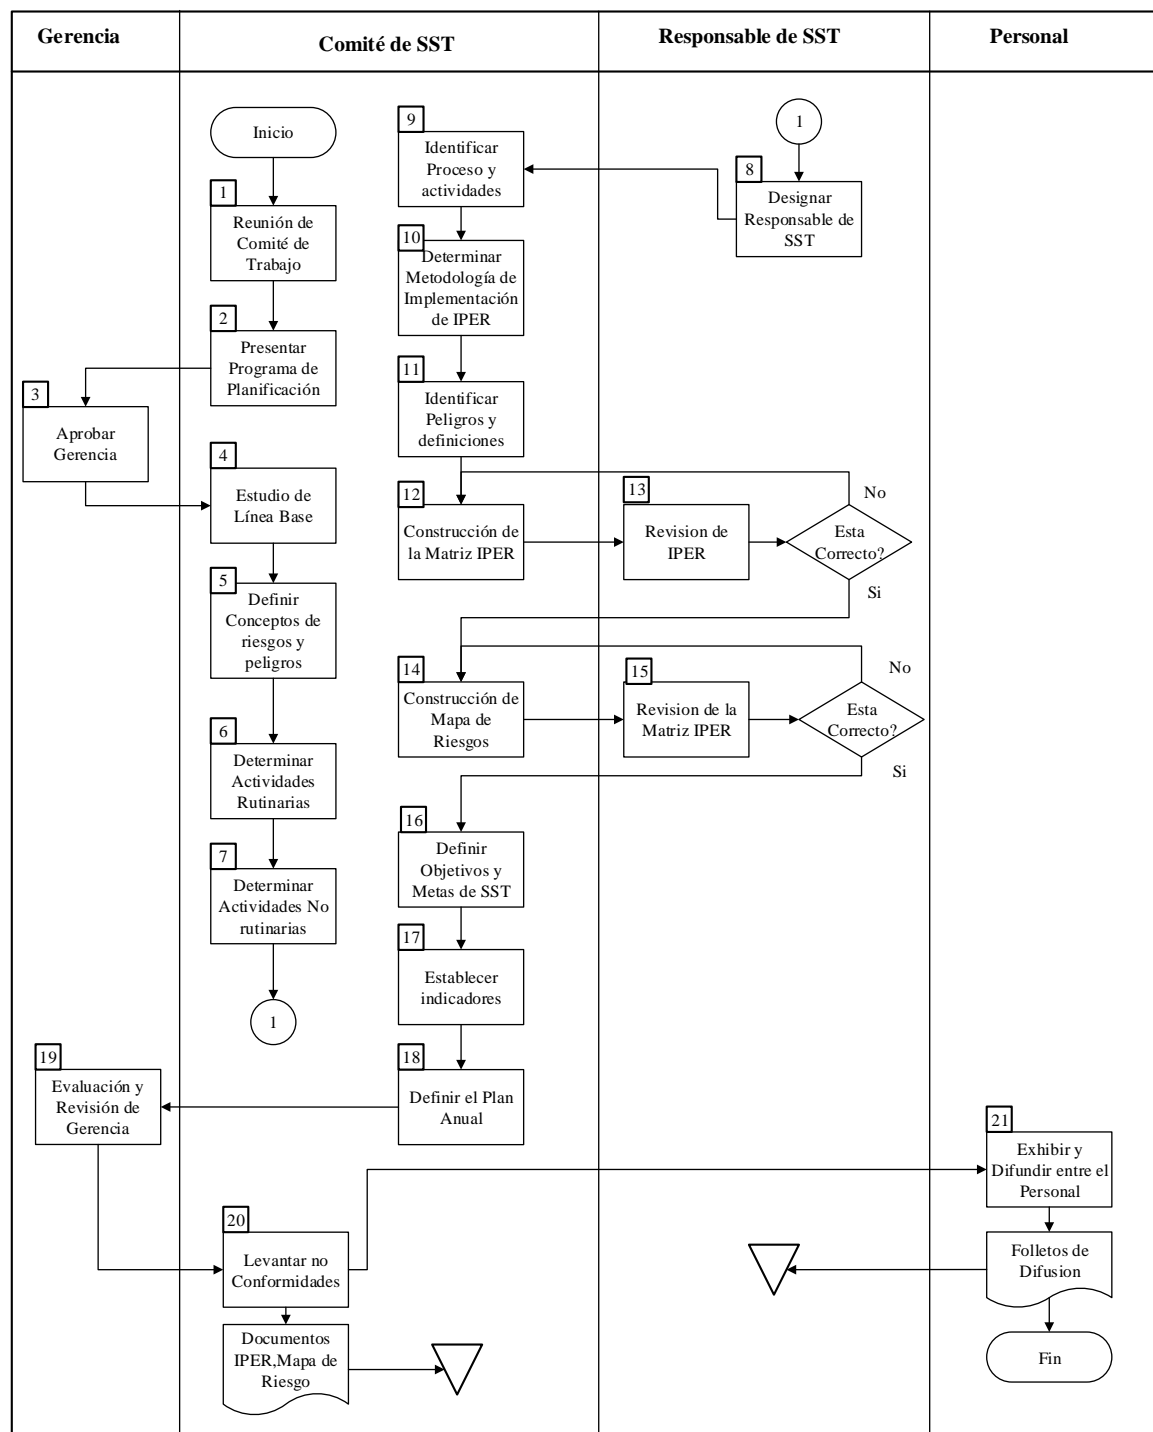 Gerencia
Comité de SST
Responsable de SST
Personal
Inicio
1
Reunión de
Comité de
Trabajo
2
Presentar
Programa de
Planificación
3
Aprobar
Gerencia
4
Estudio de
Línea Base
5
Definir
Conceptos de
riesgos y
peligros
6
Determinar
Actividades
Rutinarias
7
Determinar
Actividades No
rutinarias
1
1
8
Designar
Responsable de
SST
9
Identificar
Proceso y
actividades
10
Determinar
Metodología de
Implementación
de IPER
11
Identificar
Peligros y
definiciones
12
Construcción de
la Matriz IPER
13
Revision de
IPER
Esta
Correcto?
No
Si
14
Construcción de
Mapa de
Riesgos
15
Revision de la
Matriz IPER
Esta
Correcto?
No
Si
16
Definir
Objetivos y
Metas de SST
17
Establecer
indicadores
18
Definir el Plan
Anual
19
Evaluación y
Revisión de
Gerencia
20
Levantar no
Conformidades
Documentos
IPER,Mapa de
Riesgo
21
Exhibir y
Difundir entre el
Personal
Folletos de
Difusion
Fin